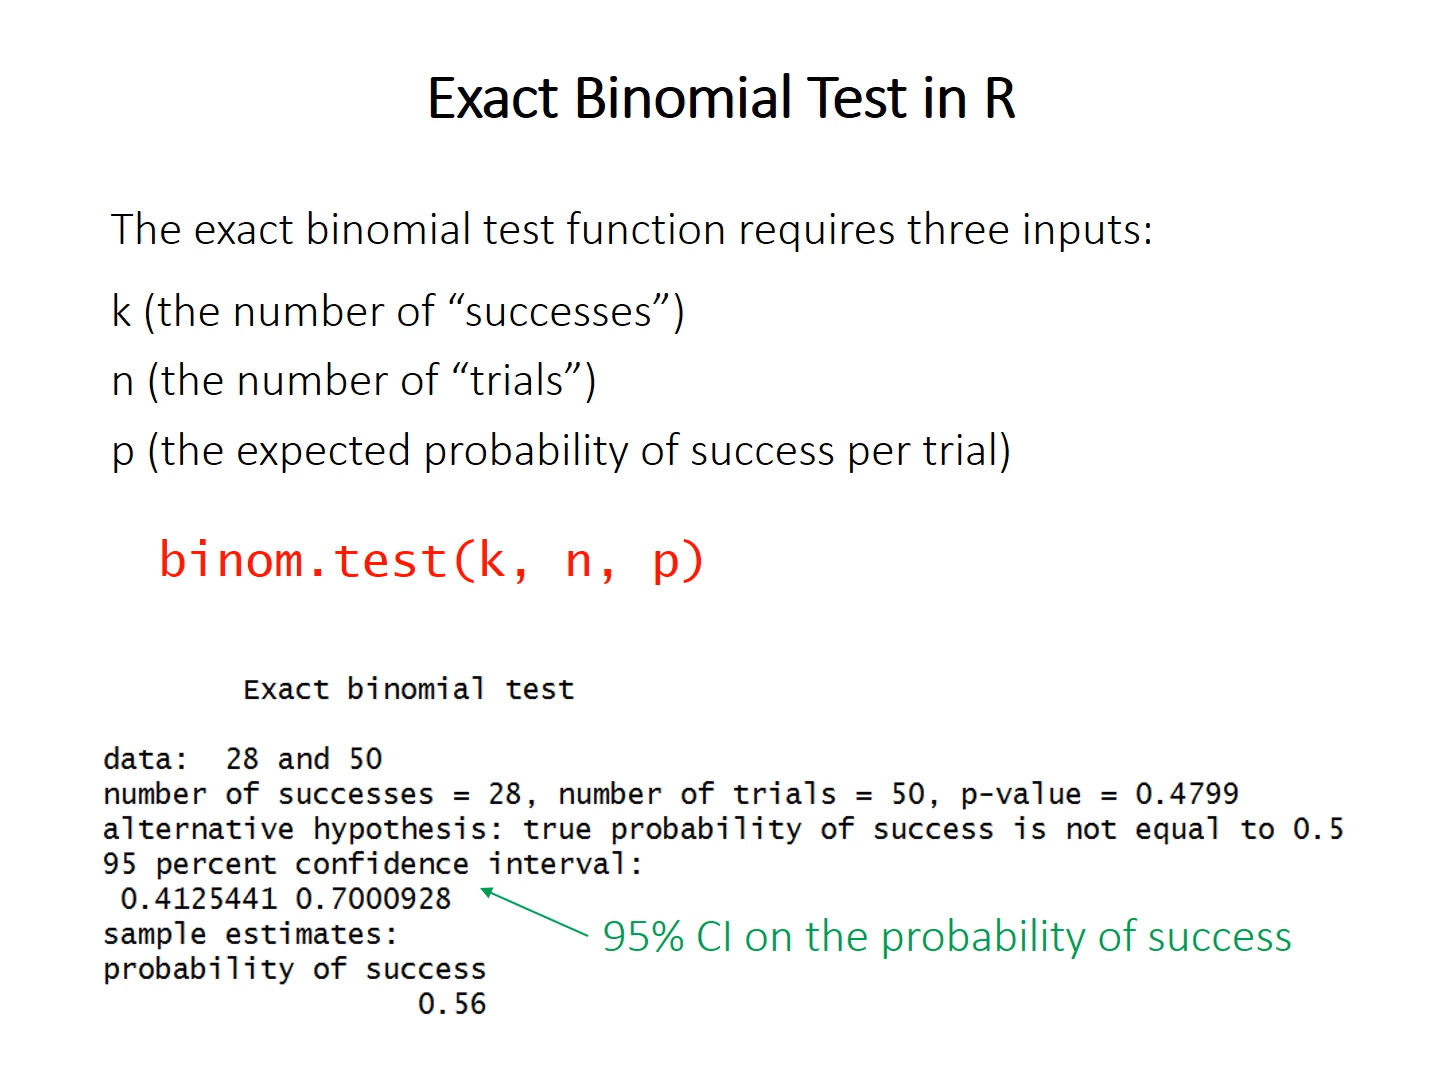 Exact Binomial Test in R
The exact binomial test function requires three inputs:
k (the number of “successes”)
n (the number of “trials”)
p (the expected probability of success per trial)
binom.test(k, n, p)
Exact binomial test
data:  28 and 50
number of successes = 28, number of trials = 50, p-value = 0.4799
alternative hypothesis: true probability of success is not equal to 0.5
95 percent confidence interval:
0.4125441 0.7000928
95% CI on the probability of success
sample estimates:
probability of success
0.56